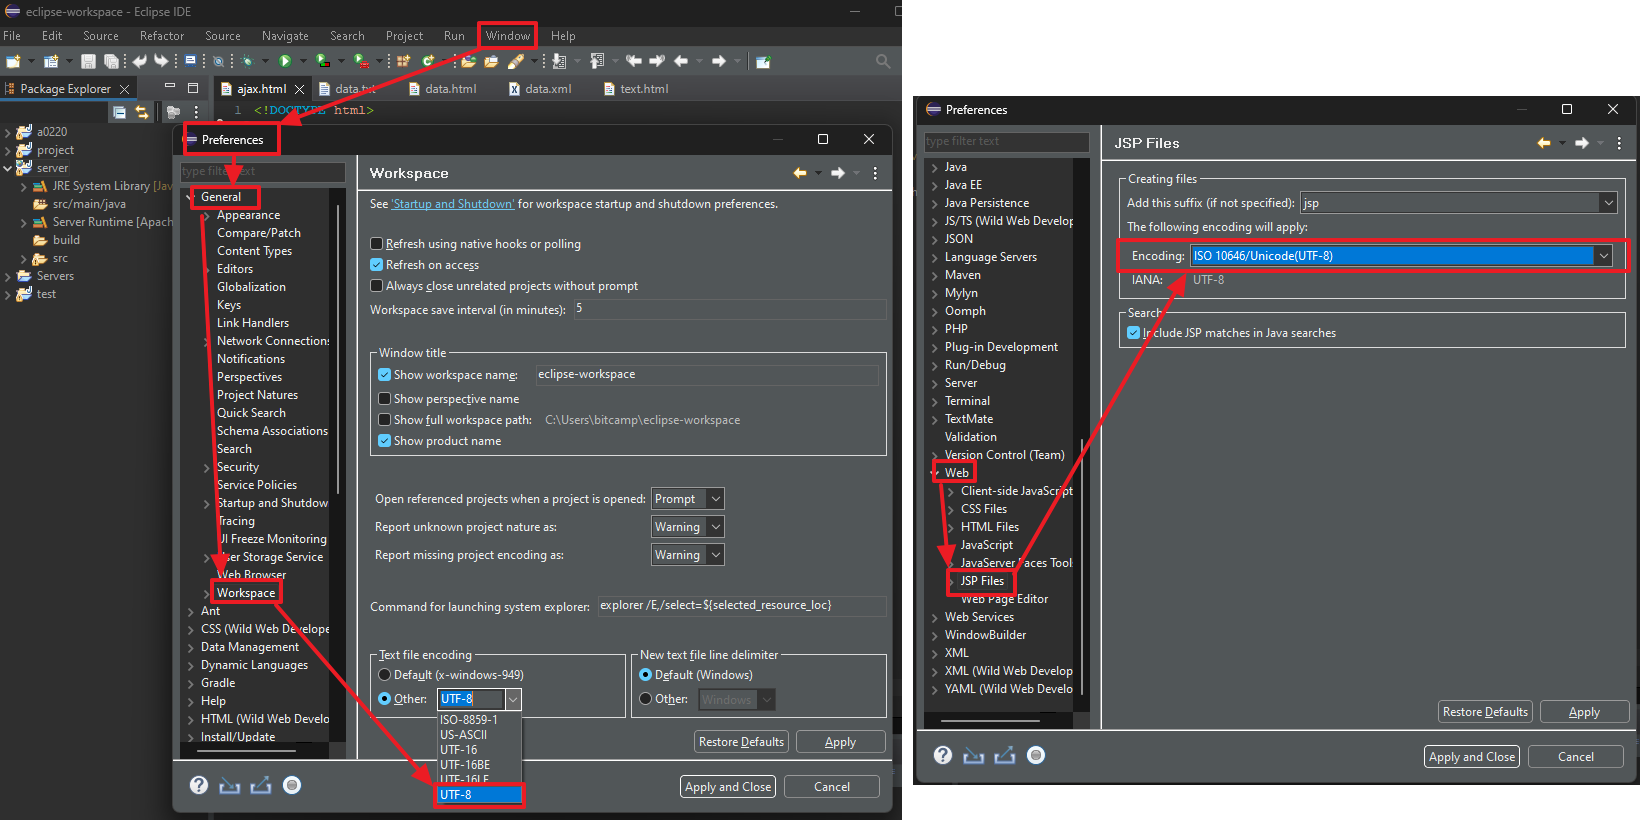 eclipse-workspace - Eclipse IDE
File Edit Source Refactor Source Navigate Search Project Run Window Help
Package Explorer
ajax.html data.txt data.html data.xml text.html
1 <!DOCTYPE html>
a0220
project
server
JRE System Library [Jav
src/main/java
Server Runtime [Apach
build
src
Servers
test
Preferences
type filter text
General
Appearance
Compare/Patch
Content Types
Editors
Globalization
Keys
Link Handlers
Network Connections
Notifications
Perspectives
Project Natures
Quick Search
Schema Associations
Search
Security
Service Policies
Startup and Shutdow
Tracing
UI Freeze Monitoring
User Storage Service
Web Browser
Workspace
Ant
CSS (Wild Web Develope
Data Management
Dynamic Languages
Gradle
Help
HTML (Wild Web Develo
Install/Update
Workspace
See 'Startup and Shutdown' for workspace startup and shutdown preferences.
Refresh using native hooks or polling
Refresh on access
Always close unrelated projects without prompt
Workspace save interval (in minutes): 5
Window title
Show workspace name: eclipse-workspace
Show perspective name
Show full workspace path: C:\Users\bitcamp\eclipse-workspace
Show product name
Open referenced projects when a project is opened: Prompt
Report unknown project nature as: Warning
Report missing project encoding as: Warning
Command for launching system explorer: explorer /E,/select=${selected_resource_loc}
Text file encoding
Default (x-windows-949)
Other: UTF-8
ISO-8859-1
US-ASCII
UTF-16
UTF-16BE
UTF-16LE
UTF-8
New text file line delimiter
Default (Windows)
Other: Windows
Restore Defaults Apply
Apply and Close Cancel
Preferences
type filter text
Java
Java EE
Java Persistence
JS/TS (Wild Web Develop
JSON
Language Servers
Maven
Mylyn
Oomph
PHP
Plug-in Development
Run/Debug
Server
Terminal
TextMate
Validation
Version Control (Team)
Web
Client-side JavaScript
CSS Files
HTML Files
JavaScript
JavaServer Faces Tools
JSP Files
Web Page Editor
Web Services
WindowBuilder
XML
XML (Wild Web Develop
YAML (Wild Web Develo
JSP Files
Creating files
Add this suffix (if not specified): jsp
The following encoding will apply:
Encoding: ISO 10646/Unicode(UTF-8)
IANA: UTF-8
Search
Include JSP matches in Java searches
Restore Defaults Apply
Apply and Close Cancel